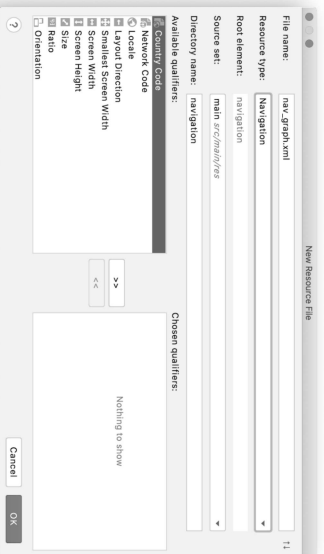 New Resource File
File name: nav_graph.xml
Resource type: Navigation
Root element: navigation
Source set: main src/main/res
Directory name: navigation
Available qualifiers: Chosen qualifiers:
Country Code
Network Code
Locale
Layout Direction
Smallest Screen Width
Screen Width
Screen Height
Size
Ratio
Orientation
>>
<<
Nothing to show
?
Cancel OK